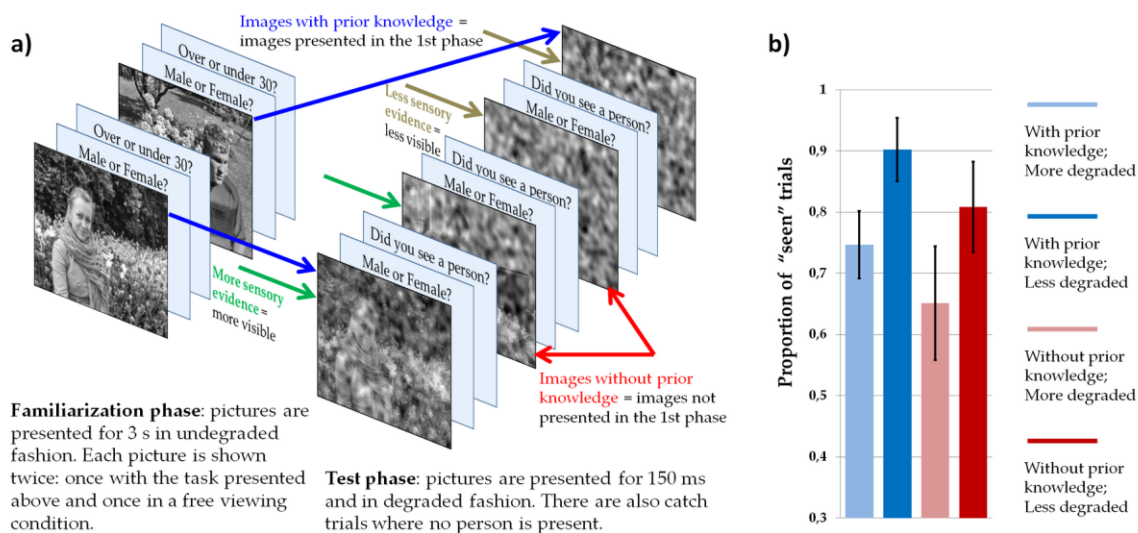 a)
Images with prior knowledge =
images presented in the 1st phase
Over or under 30?
Male or Female?
Over or under 30?
Male or Female?
Less sensory
evidence =
less visible
Did you see a person?
Male or Female?
Did you see a person?
Male or Female?
Did you see a person?
Male or Female?
More sensory
evidence =
more visible
Images without prior
knowledge = images not
presented in the 1st phase
Familiarization phase: pictures are
presented for 3 s in undegraded
fashion. Each picture is shown
twice: once with the task presented
above and once in a free viewing
condition.
Test phase: pictures are presented for 150 ms
and in degraded fashion. There are also catch
trials where no person is present.
b)
Proportion of "seen" trials
1
0,9
0,8
0,7
0,6
0,5
0,4
0,3
With prior
knowledge;
More degraded
With prior
knowledge;
Less degraded
Without prior
knowledge;
More degraded
Without prior
knowledge;
Less degraded